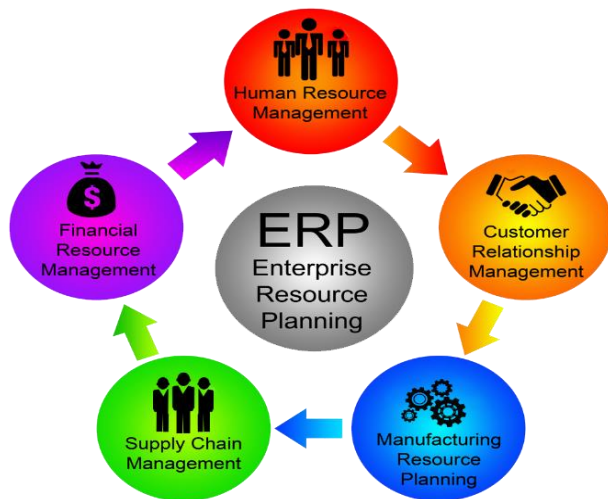 Human Resource
Management
$
Financial
Resource
Management
ERP
Enterprise
Resource
Planning
Customer
Relationship
Management
Supply Chain
Management
Manufacturing
Resource
Planning